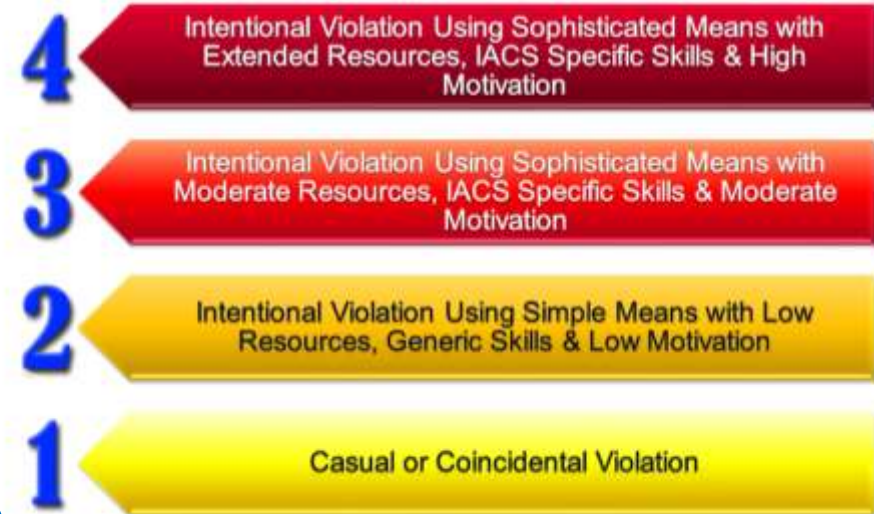 4
Intentional Violation Using Sophisticated Means with
Extended Resources, IACS Specific Skills & High
Motivation
3
Intentional Violation Using Sophisticated Means with
Moderate Resources, IACS Specific Skills & Moderate
Motivation
2
Intentional Violation Using Simple Means with Low
Resources, Generic Skills & Low Motivation
1
Casual or Coincidental Violation